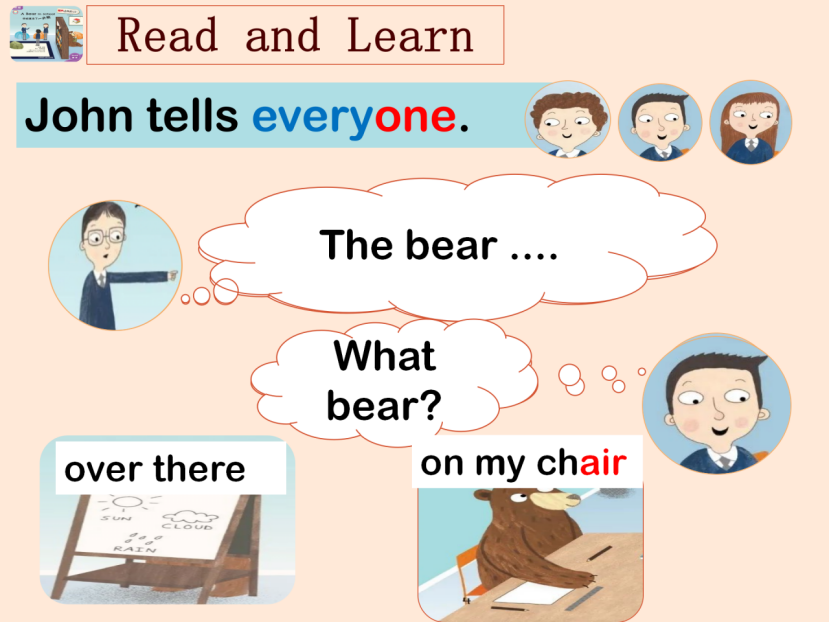 Read and Learn
John tells everyone.
The bear ....
What
bear?
over there
on my chair
SUN
CLOUD
RAIN